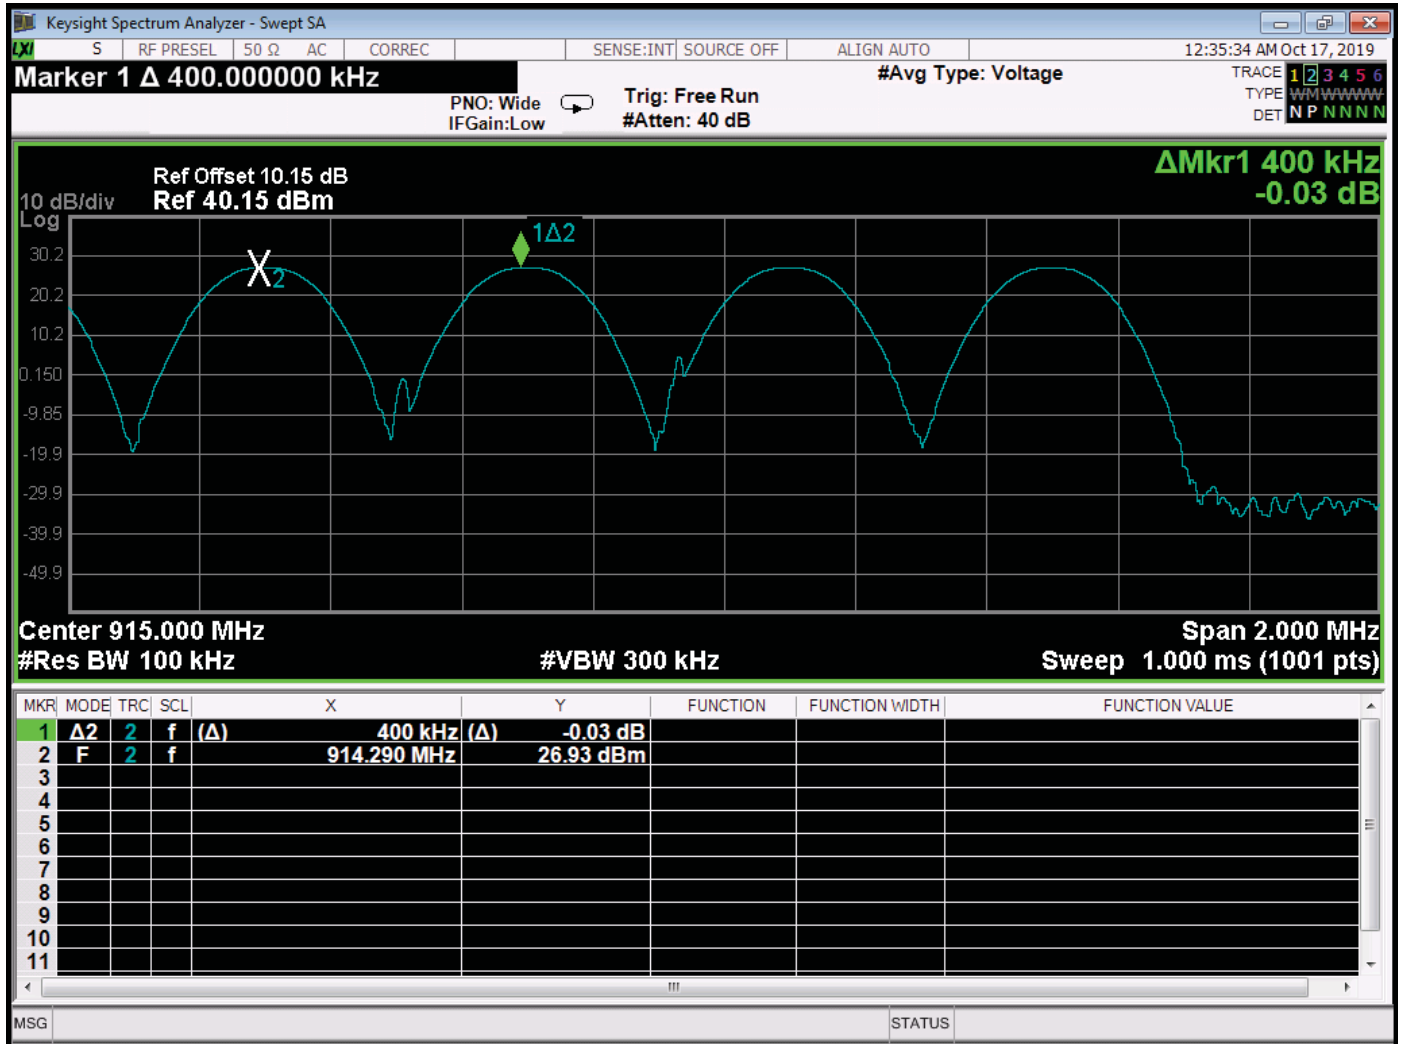 Keysight Spectrum Analyzer - Swept SA
LXI S RF PRESEL 50 Ω AC CORREC SENSE:INT SOURCE OFF ALIGN AUTO 12:35:34 AM Oct 17, 2019
Marker 1 Δ 400.000000 kHz
#Avg Type: Voltage
TRACE 1 2 3 4 5 6
PNO: Wide
Trig: Free Run
TYPE WMWWWW
IFGain:Low
#Atten: 40 dB
DET N P N N N N
ΔMkr1 400 kHz
Ref Offset 10.15 dB
10 dB/div Ref 40.15 dBm
-0.03 dB
Log
1Δ2
30.2
X2
20.2
10.2
0.150
-9.85
-19.9
-29.9
-39.9
-49.9
Center 915.000 MHz Span 2.000 MHz
#Res BW 100 kHz #VBW 300 kHz Sweep 1.000 ms (1001 pts)
MKR MODE TRC SCL X Y FUNCTION FUNCTION WIDTH FUNCTION VALUE
1 Δ2 2 f (Δ) 400 kHz (Δ) -0.03 dB
2 F 2 f 914.290 MHz 26.93 dBm
3
4
5
6
7
8
9
10
11
MSG STATUS